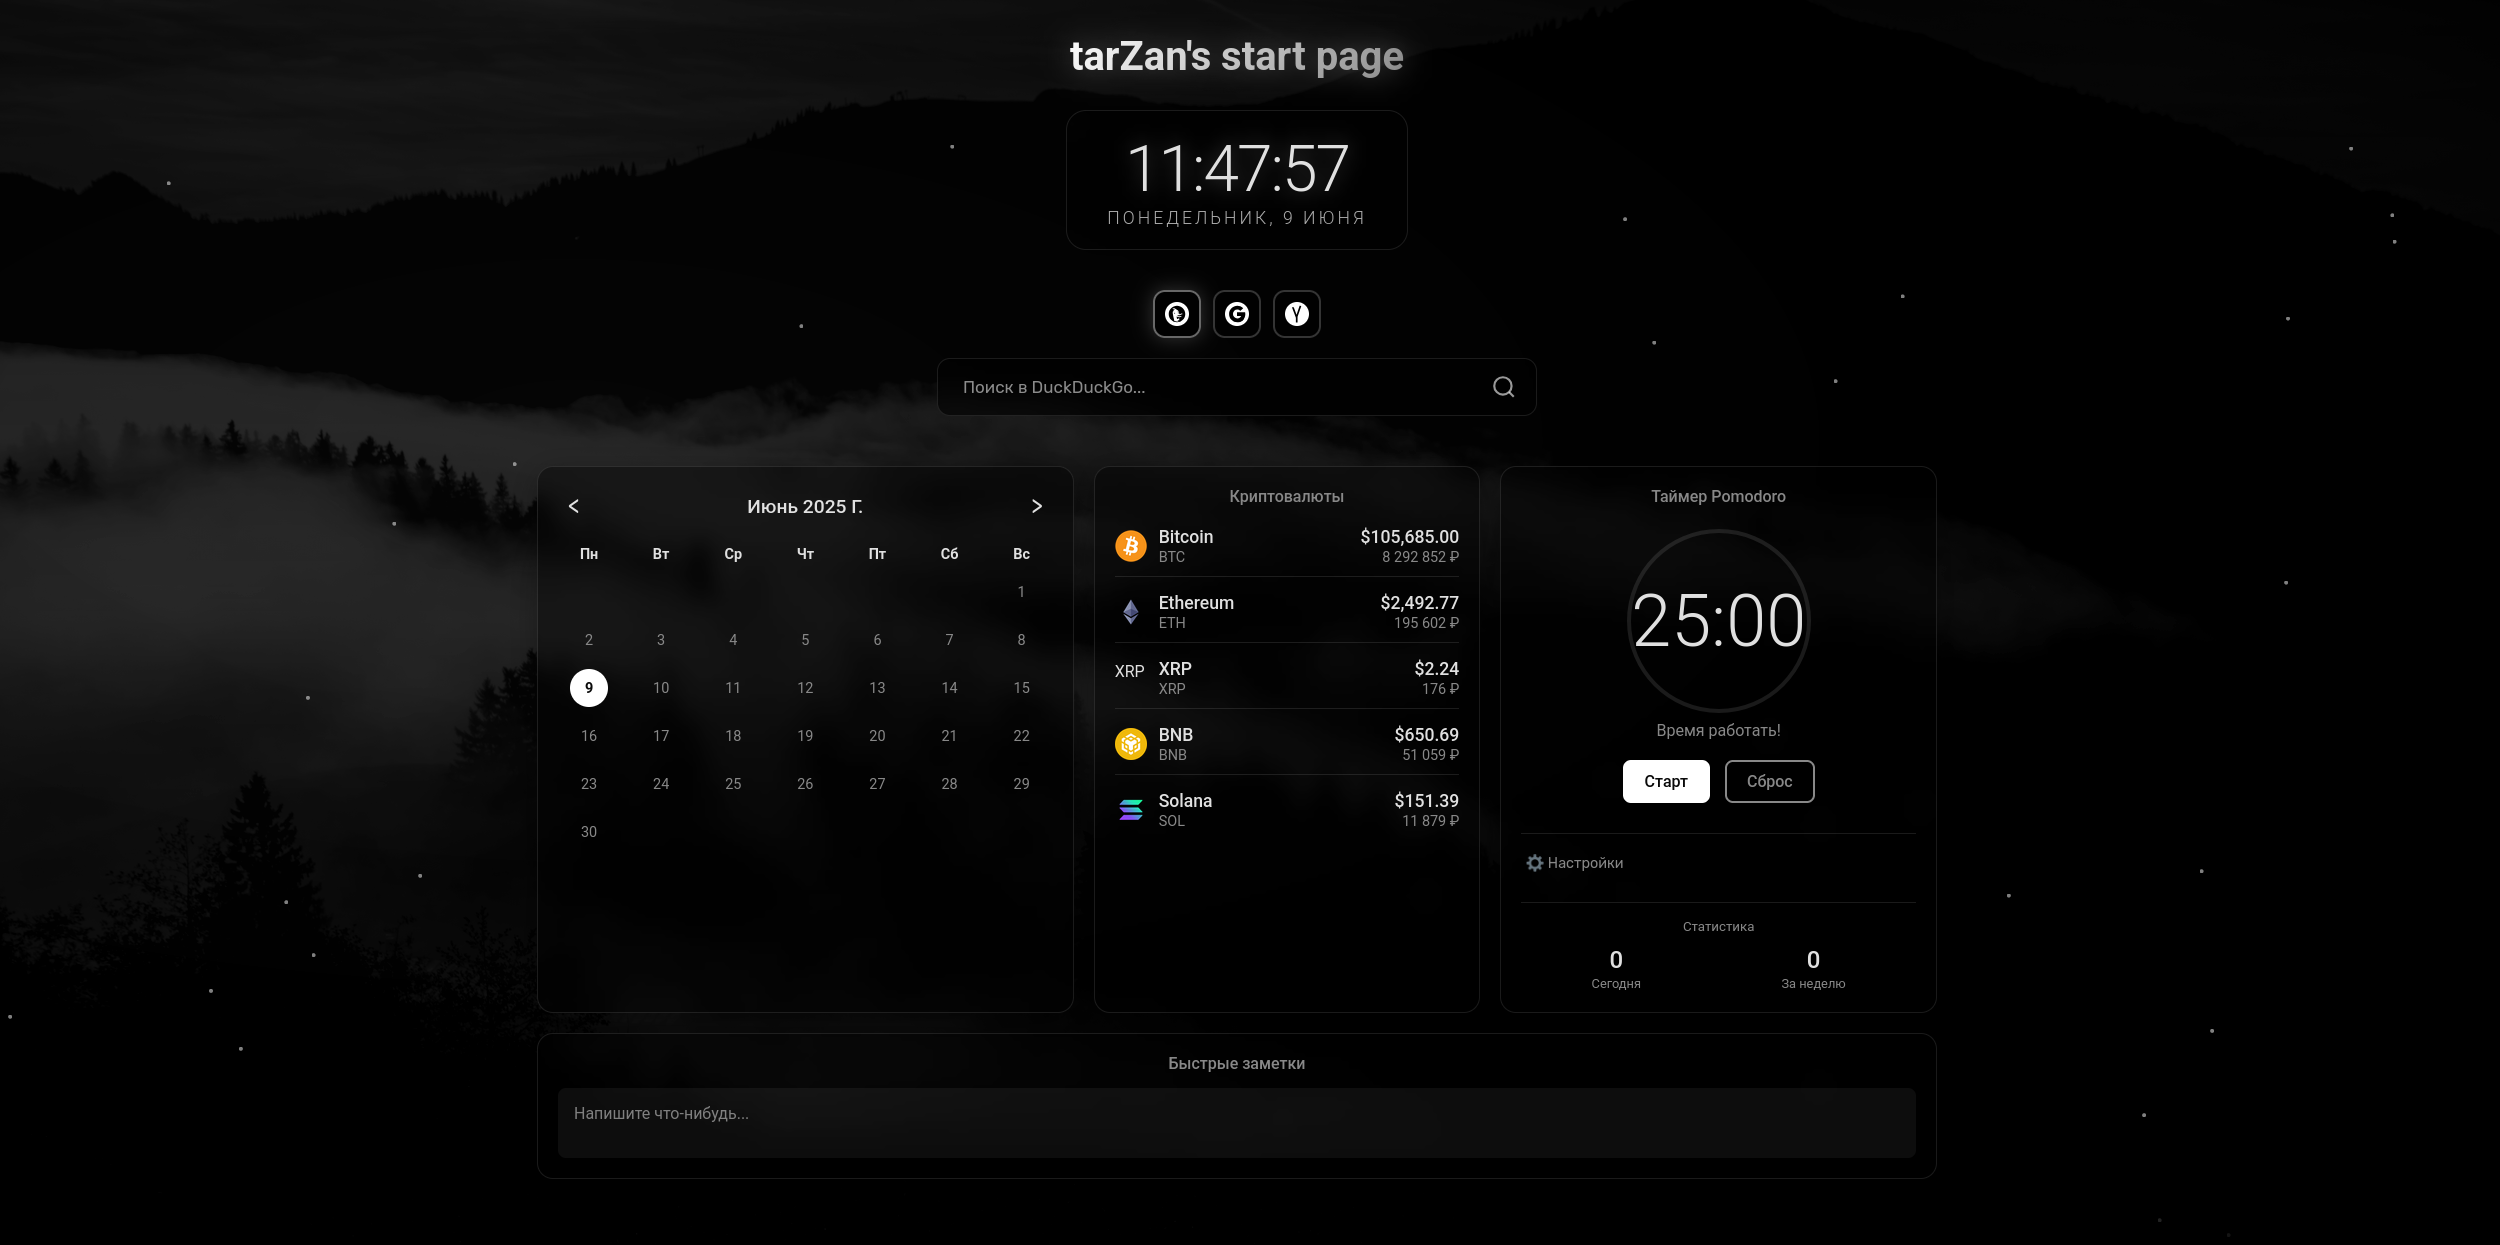 tarZan's start page
11:47:57
ПОНЕДЕЛЬНИК, 9 ИЮНЯ
Поиск в DuckDuckGo...
< Июнь 2025 Г. >
Пн Вт Ср Чт Пт Сб Вс
1
2 3 4 5 6 7 8
9 10 11 12 13 14 15
16 17 18 19 20 21 22
23 24 25 26 27 28 29
30
Криптовалюты
Bitcoin $105,685.00
BTC 8 292 852 ₽
Ethereum $2,492.77
ETH 195 602 ₽
XRP XRP $2.24
XRP 176 ₽
BNB $650.69
BNB 51 059 ₽
Solana $151.39
SOL 11 879 ₽
Таймер Pomodoro
25:00
Время работать!
Старт Сброс
Настройки
Статистика
0 0
Сегодня За неделю
Быстрые заметки
Напишите что-нибудь...